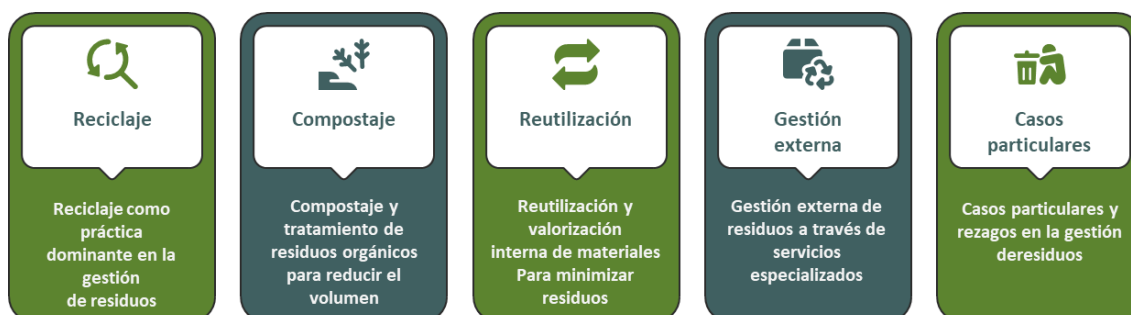 Reciclaje
Reciclaje como
práctica
dominante en la
gestión
de residuos
Compostaje
Compostaje y
tratamiento de
residuos orgánicos
para reducir el
volumen
Reutilización
Reutilización y
valorización
interna de materiales
Para minimizar
residuos
Gestión
externa
Gestión externa de
residuos a través de
servicios
especializados
Casos
particulares
Casos particulares y
rezagos en la gestión
deresiduos